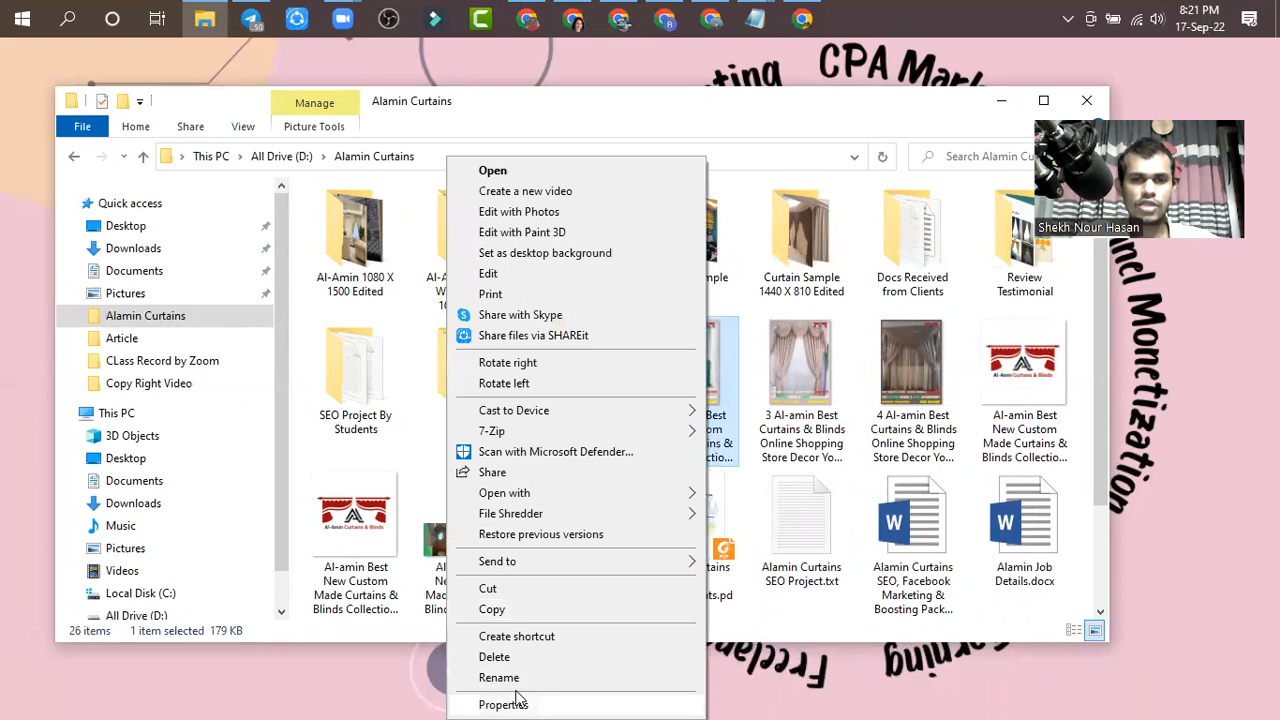 .50
8:21 PM
17-Sep-22
CPA Mar
Manage
Alamin Curtains
File
Home
Share
View
Picture Tools
This PC
All Drive (D:)
Alamin Curtains
Search Alamin Cu
Shekh Nour Hasan
Quick access
Desktop
Downloads
Documents
Pictures
Alamin Curtains
Article
CLass Record by Zoom
Copy Right Video
This PC
3D Objects
Desktop
Documents
Downloads
Music
Pictures
Videos
Local Disk (C:)
All Drive (D:)
Al-Amin 1080 X
1500 Edited
SEO Project By
Students
Al-amin Best
New Custom
Made Curtains &
Blinds Collectio...
Open
Create a new video
Edit with Photos
Edit with Paint 3D
Set as desktop background
Edit
Print
Share with Skype
Share files via SHAREit
Rotate right
Rotate left
Cast to Device
7-Zip
Scan with Microsoft Defender...
Share
Open with
File Shredder
Restore previous versions
Send to
Cut
Copy
Create shortcut
Delete
Rename
Properties
Curtain Sample
1440 X 810 Edited
Docs Received
from Clients
Review
Testimonial
3 Al-amin Best
Curtains & Blinds
Online Shopping
Store Decor Yo...
4 Al-amin Best
Curtains & Blinds
Online Shopping
Store Decor Yo...
Al-Amin Curtains & Blinds
Al-amin Best
New Custom
Made Curtains &
Blinds Collectio...
Alamin Curtains
SEO Project.txt
Alamin Curtains
SEO, Facebook
Marketing &
Boosting Pack...
Alamin Job
Details.docx
26 items
1 item selected 179 KB
nel Monetization
Freelan